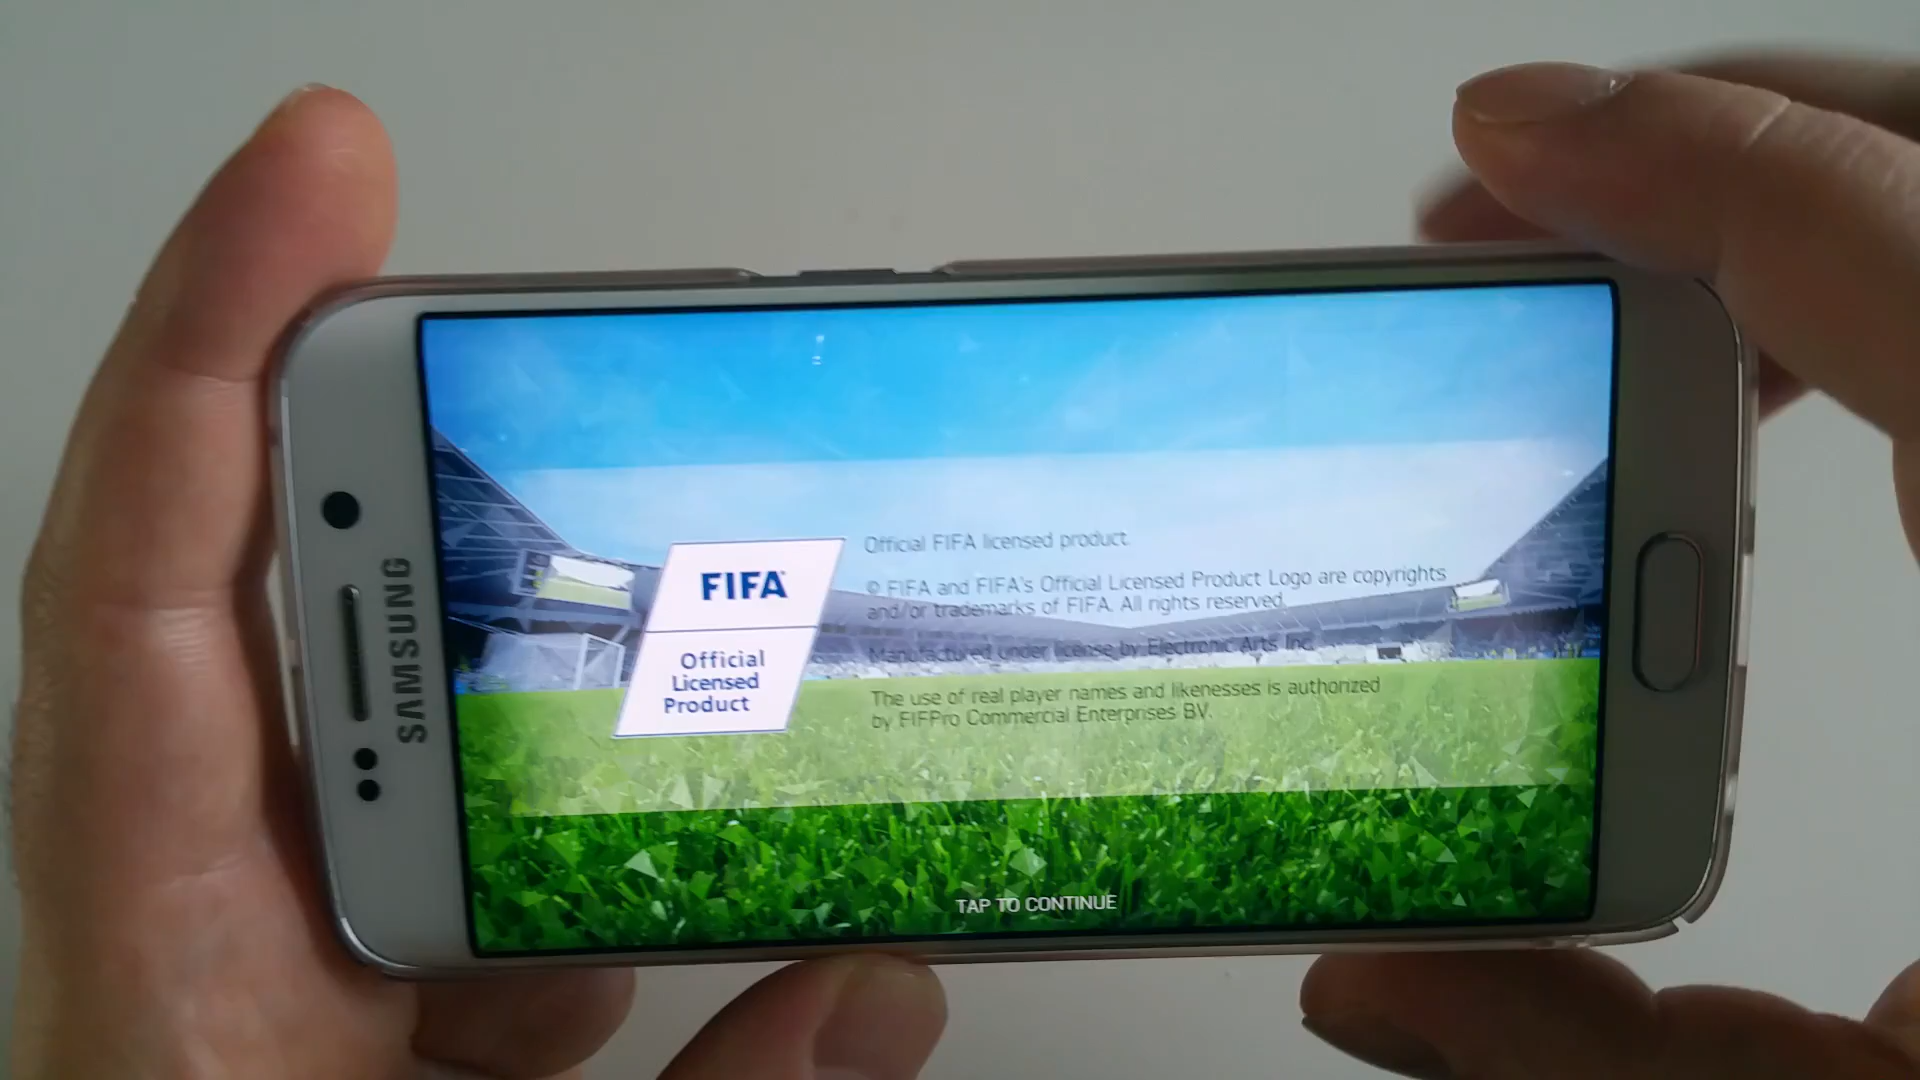 SAMSUNG
FIFA
Official
Licensed
Product
Official FIFA licensed product.
© FIFA and FIFA's Official Licensed Product Logo are copyrights
and/or trademarks of FIFA. All rights reserved.
Manufactured under license by Electronic Arts Inc.
The use of real player names and likenesses is authorized
by FIFPro Commercial Enterprises BV.
TAP TO CONTINUE